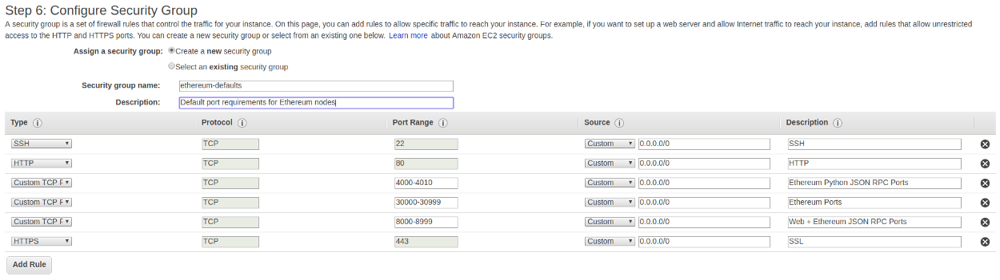 Step 6: Configure Security Group
A security group is a set of firewall rules that control the traffic for your instance. On this page, you can add rules to allow specific traffic to reach your instance. For example, if you want to set up a web server and allow Internet traffic to reach your instance, add rules that allow unrestricted
access to the HTTP and HTTPS ports. You can create a new security group or select from an existing one below. Learn more about Amazon EC2 security groups.
Assign a security group: Create a new security group
Select an existing security group
Security group name: ethereum-defaults
Description: Default port requirements for Ethereum nodes
Type Protocol Port Range Source Description
SSH TCP 22 Custom 0.0.0.0/0 SSH
HTTP TCP 80 Custom 0.0.0.0/0 HTTP
Custom TCP F TCP 4000-4010 Custom 0.0.0.0/0 Ethereum Python JSON RPC Ports
Custom TCP F TCP 30000-30999 Custom 0.0.0.0/0 Ethereum Ports
Custom TCP F TCP 8000-8999 Custom 0.0.0.0/0 Web + Ethereum JSON RPC Ports
HTTPS TCP 443 Custom 0.0.0.0/0 SSL
Add Rule